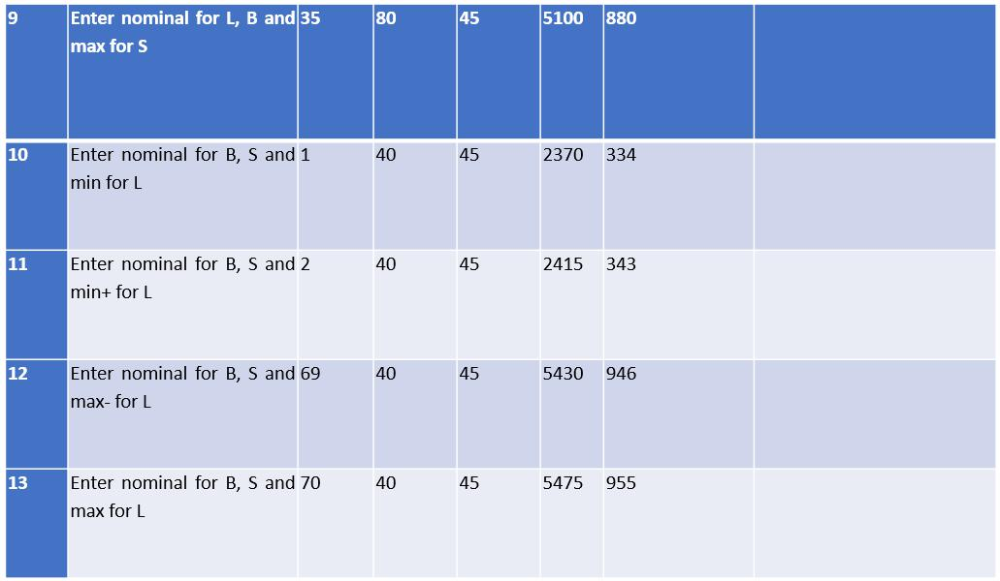 9 Enter nominal for L, B and 35 80 45 5100 880
max for S
10 Enter nominal for B, S and 1 40 45 2370 334
min for L
11 Enter nominal for B, S and 2 40 45 2415 343
min+ for L
12 Enter nominal for B, S and 69 40 45 5430 946
max- for L
13 Enter nominal for B, S and 70 40 45 5475 955
max for L